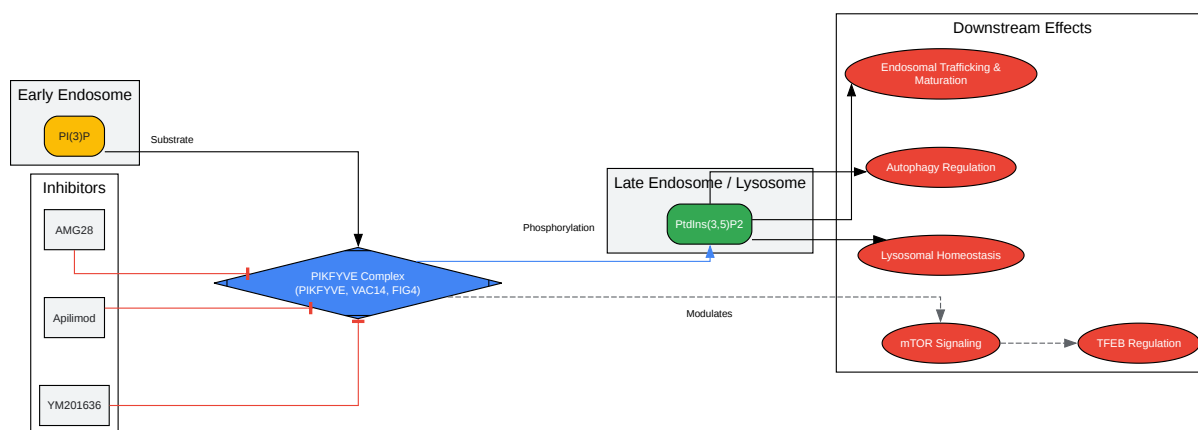 Downstream Effects
Endosomal Trafficking &
Maturation
Early Endosome
PI(3)P
Substrate
Inhibitors
AMG28
Apilimod
YM201636
PIKFYVE Complex
(PIKFYVE, VAC14, FIG4)
Phosphorylation
Late Endosome / Lysosome
PtdIns(3,5)P2
Modulates
Autophagy Regulation
Lysosomal Homeostasis
mTOR Signaling
TFEB Regulation